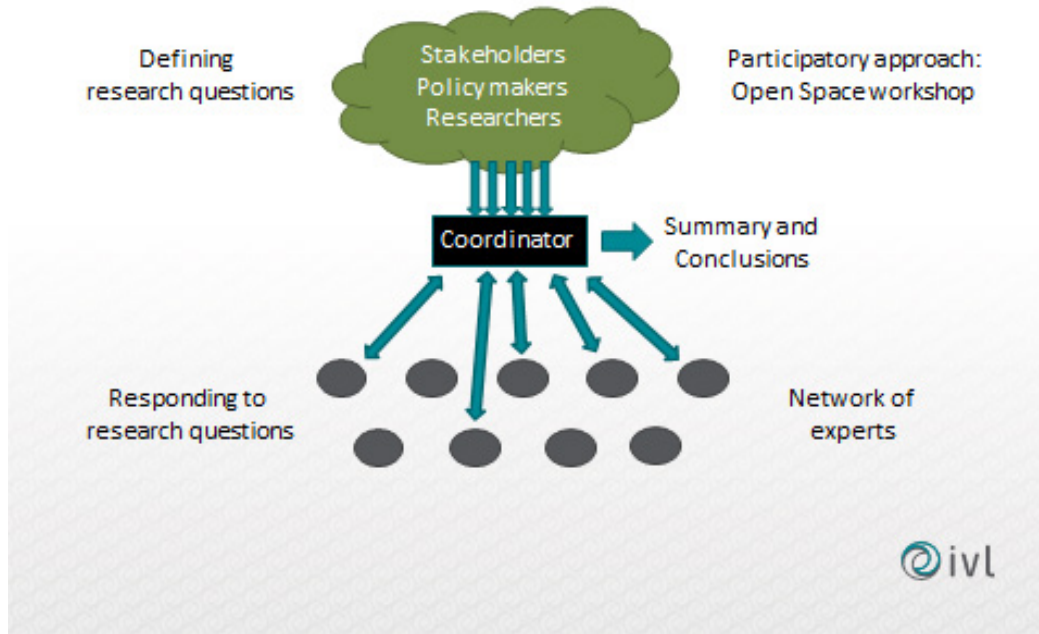 Defining
research questions
Stakeholders
Policy makers
Researchers
Participatory approach:
Open Space workshop
Coordinator
Summary and
Conclusions
Responding to
research questions
Network of
experts
ivl